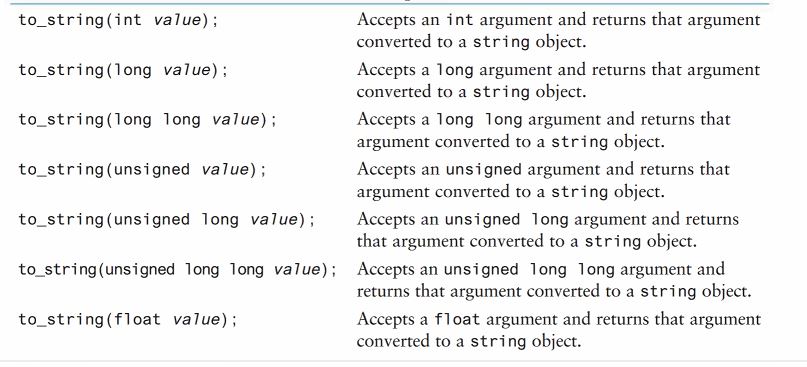 to_string(int value); Accepts an int argument and returns that argument
converted to a string object.
to_string(long value); Accepts a long argument and returns that argument
converted to a string object.
to_string(long long value); Accepts a long long argument and returns that
argument converted to a string object.
to_string(unsigned value); Accepts an unsigned argument and returns that
argument converted to a string object.
to_string(unsigned long value); Accepts an unsigned long argument and returns
that argument converted to a string object.
to_string(unsigned long long value); Accepts an unsigned long long argument and
returns that argument converted to a string object.
to_string(float value); Accepts a float argument and returns that argument
converted to a string object.